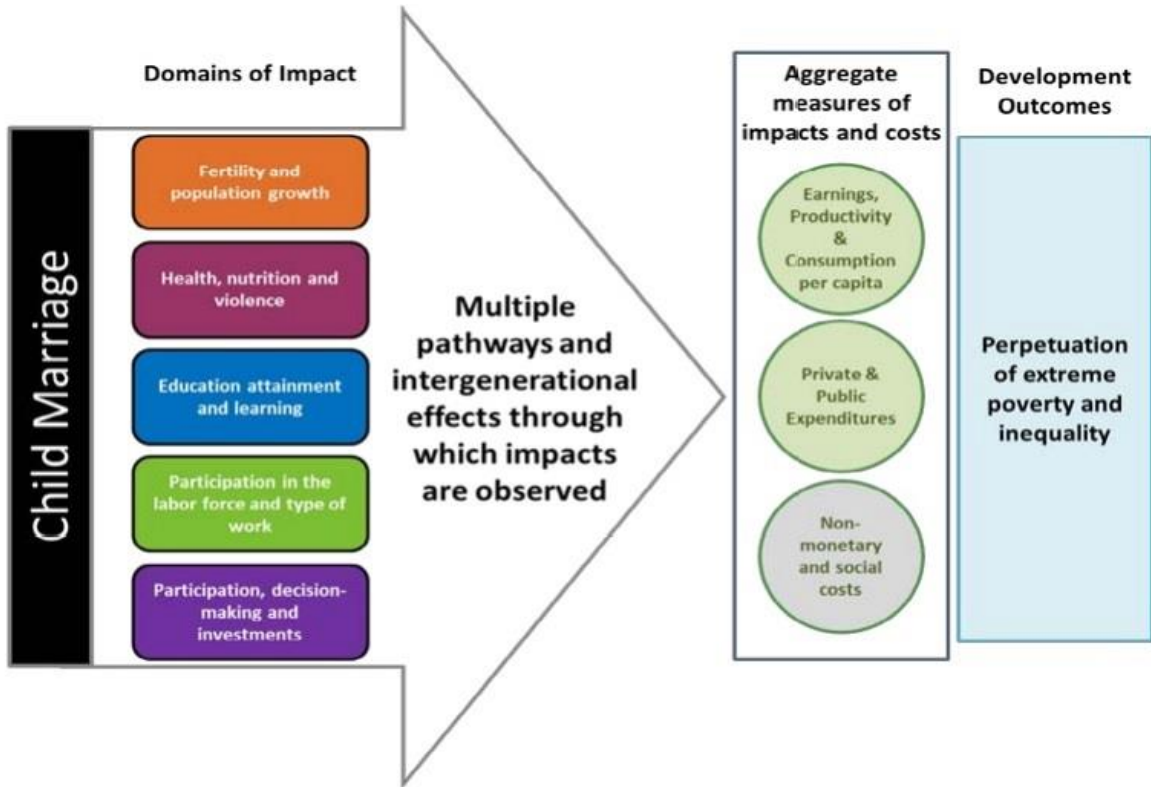 Child Marriage
Domains of Impact
Fertility and
population growth
Health, nutrition and
violence
Education attainment
and learning
Participation in the
labor force and type of
work
Participation, decision-
making and
investments
Multiple
pathways and
intergenerational
effects through
which impacts
are observed
Aggregate
measures of
impacts and costs
Earnings,
Productivity
&
Consumption
per capita
Private &
Public
Expenditures
Non-
monetary
and social
costs
Development
Outcomes
Perpetuation
of extreme
poverty and
inequality